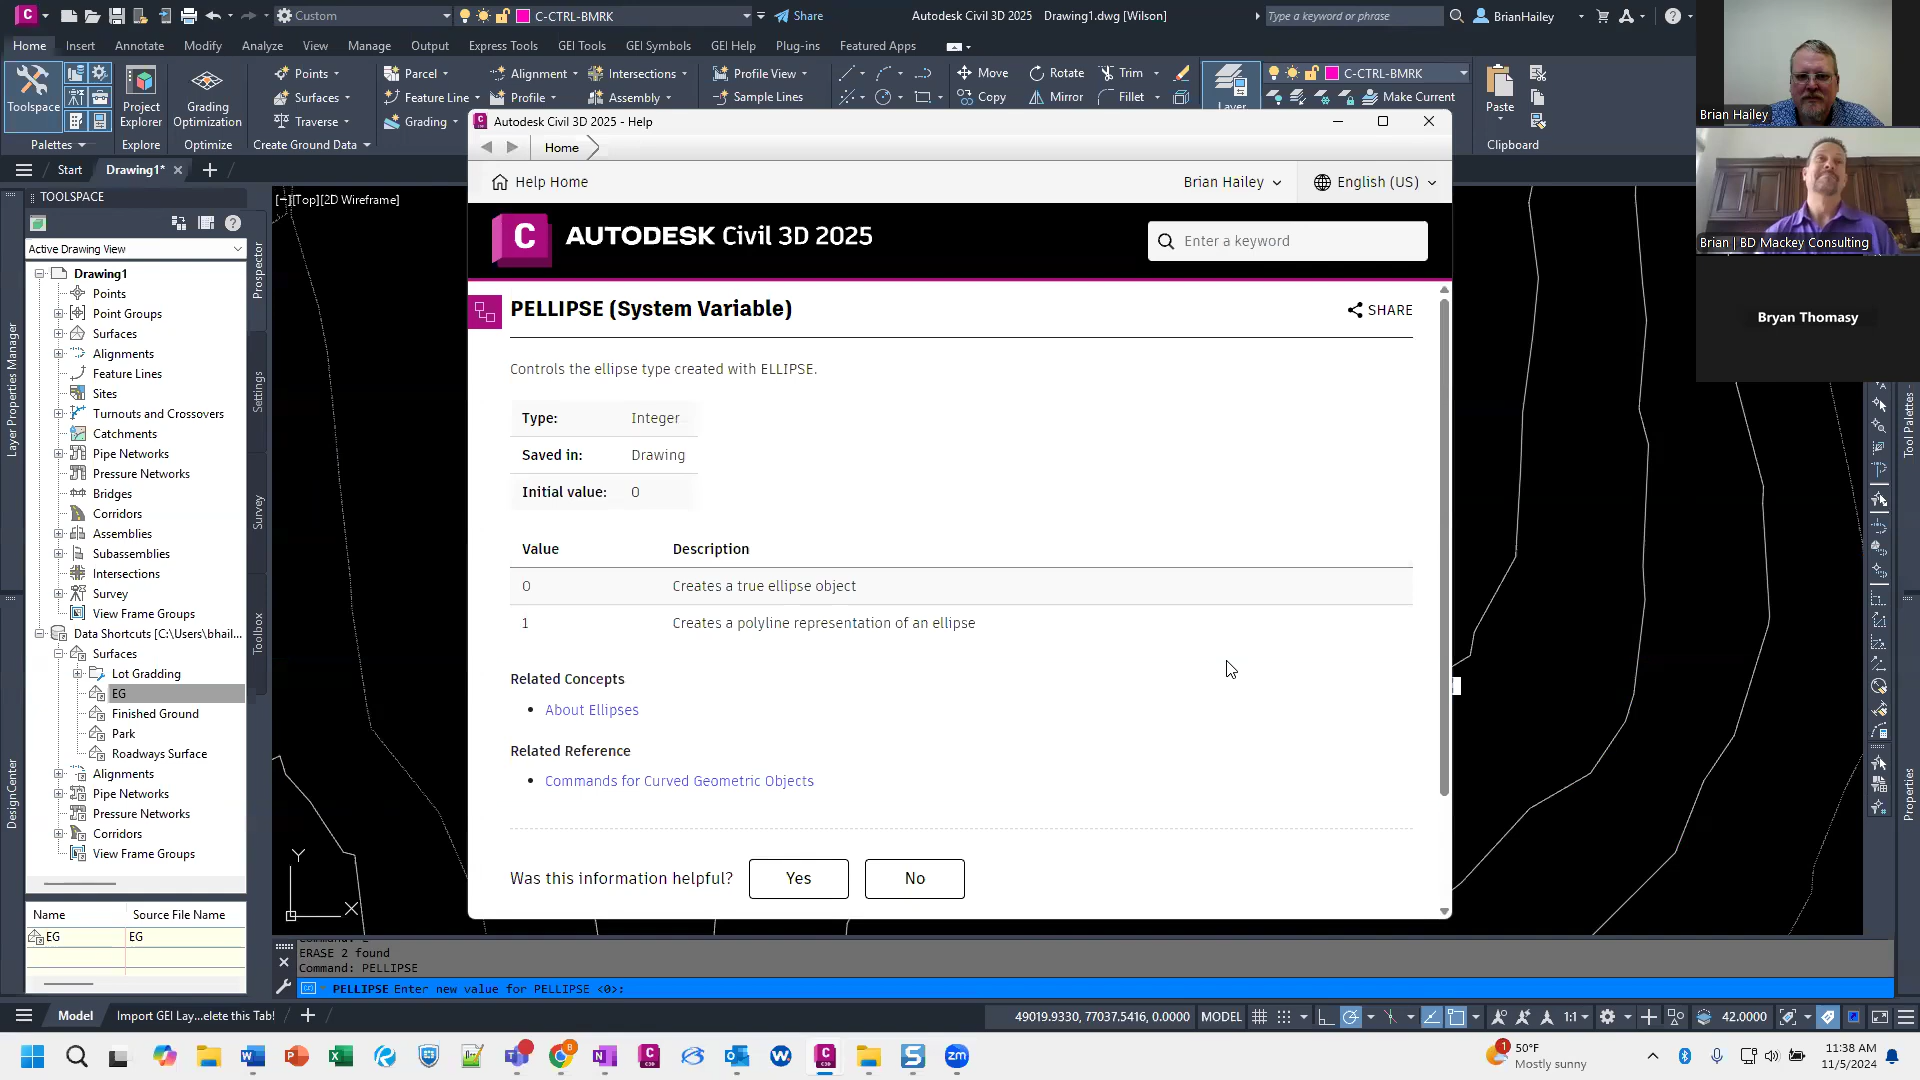 Custom
C-CTRL-BMRK
Share
Autodesk Civil 3D 2025 Drawing1.dwg [Wilson]
Type a keyword or phrase
BrianHailey
Home Insert Annotate Modify Analyze View Manage Output Express Tools GEI Tools GEI Symbols GEI Help Plug-ins Featured Apps
Points Parcel Alignment Intersections Profile View Move Rotate Trim C-CTRL-BMRK
Toolspace Project Explorer Grading Optimization Surfaces Feature Line Profile Assembly Sample Lines Copy Mirror Fillet Layer Make Current Paste
Traverse Grading
Palettes Explore Optimize Create Ground Data Clipboard
Start Drawing1*
TOOLSPACE
Active Drawing View
Drawing1
Points
Point Groups
Surfaces
Alignments
Feature Lines
Sites
Turnouts and Crossovers
Catchments
Pipe Networks
Pressure Networks
Bridges
Corridors
Assemblies
Subassemblies
Intersections
Survey
View Frame Groups
Data Shortcuts [C:\Users\bhail...
Surfaces
Lot Gradding
EG
Finished Ground
Park
Roadways Surface
Alignments
Pipe Networks
Pressure Networks
Corridors
View Frame Groups
Name Source File Name
EG EG
Layer Properties Manager
DesignCenter
Prospector
Settings
Survey
Toolbox
[−][Top][2D Wireframe]
Y
X
Autodesk Civil 3D 2025 - Help
Home
Help Home
Brian Hailey
English (US)
C AUTODESK Civil 3D 2025
Enter a keyword
PELLIPSE (System Variable)
SHARE
Controls the ellipse type created with ELLIPSE.
Type: Integer
Saved in: Drawing
Initial value: 0
Value Description
0 Creates a true ellipse object
1 Creates a polyline representation of an ellipse
Related Concepts
• About Ellipses
Related Reference
• Commands for Curved Geometric Objects
Was this information helpful? Yes No
Brian Hailey
Brian | BD Mackey Consulting
Bryan Thomasy
Tool Palettes
Properties
ERASE 2 found
Command: PELLIPSE
PELLIPSE Enter new value for PELLIPSE <0>:
Model Import GEI Lay...elete this Tab!
49019.9330, 77037.5416, 0.0000 MODEL
1:1
42.0000
1
50°F
Mostly sunny
11:38 AM
11/5/2024